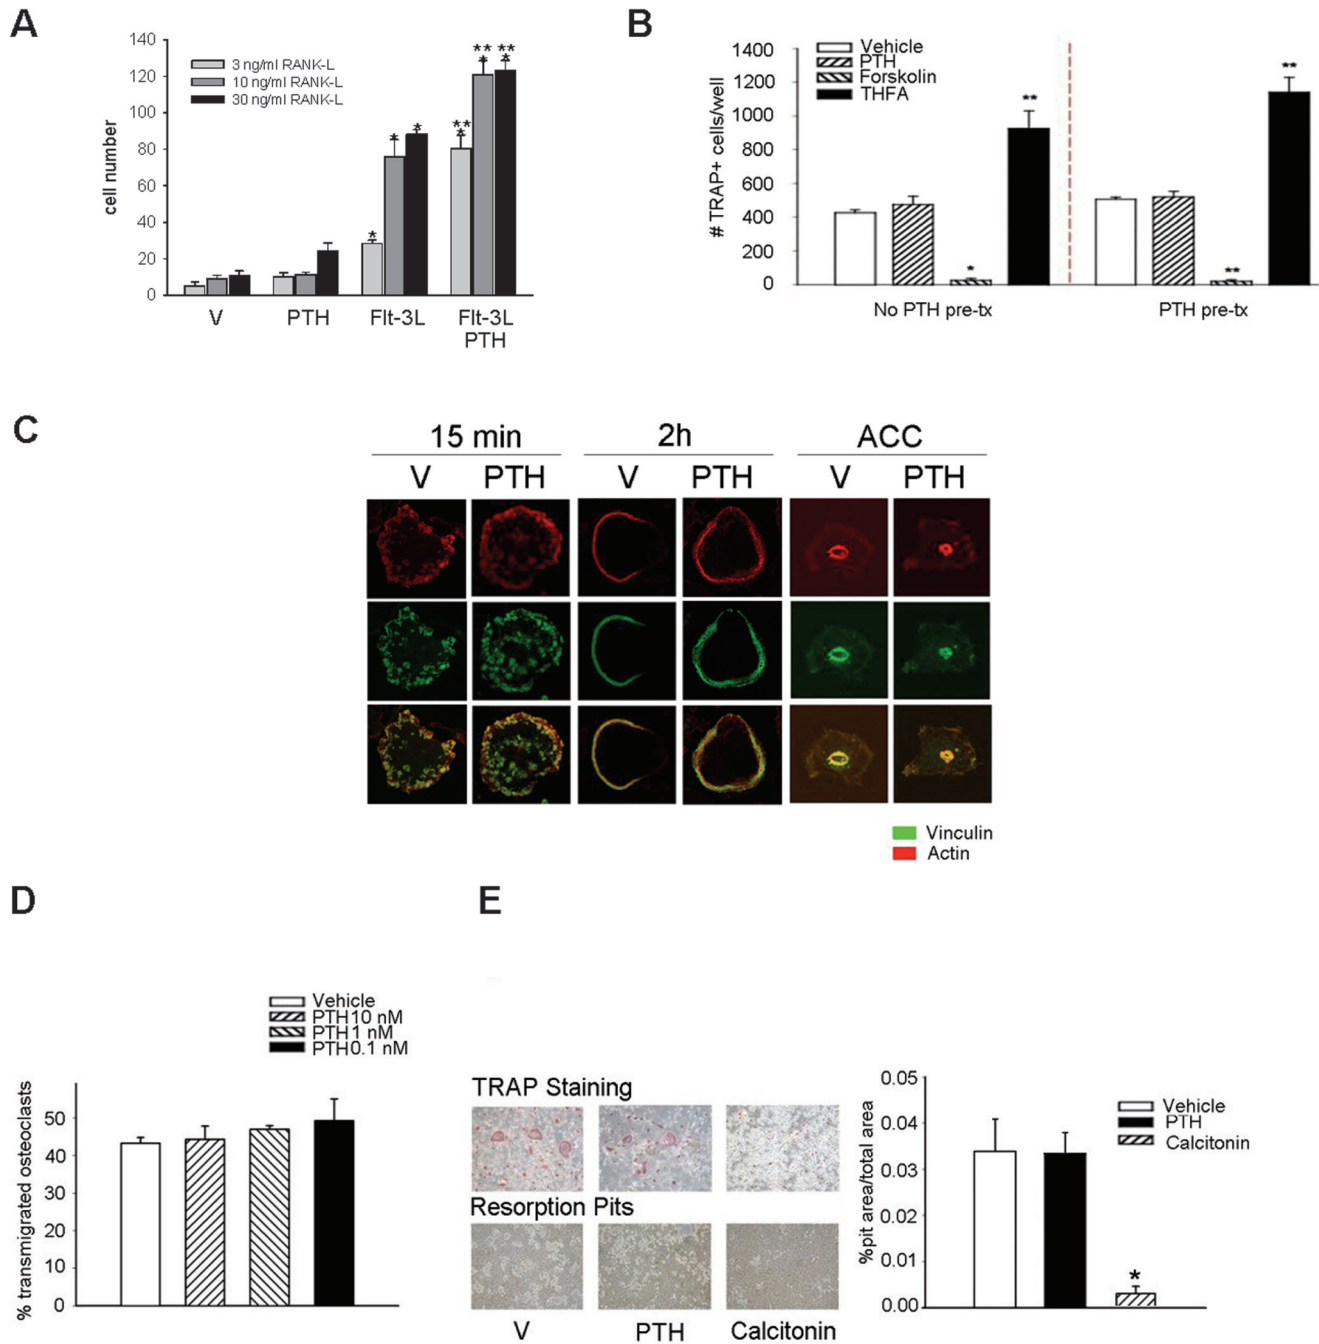 A
140
120
100
80
60
40
20
0
cell number
3 ng/ml RANK-L
10 ng/ml RANK-L
30 ng/ml RANK-L
*
*
*
**
*
**
*
**
*
V
PTH
Flt-3L
Flt-3L
PTH
B
1400
1200
1000
800
600
400
200
0
# TRAP+ cells/well
Vehicle
PTH
Forskolin
THFA
*
**
**
**
No PTH pre-tx
PTH pre-tx
C
15 min
2h
ACC
V
PTH
V
PTH
V
PTH
Vinculin
Actin
D
Vehicle
PTH10 nM
PTH1 nM
PTH0.1 nM
% transmigrated osteoclasts
50
40
30
20
10
0
E
TRAP Staining
Resorption Pits
V
PTH
Calcitonin
%pit area/total area
0.05
0.04
0.03
0.02
0.01
0.00
Vehicle
PTH
Calcitonin
*